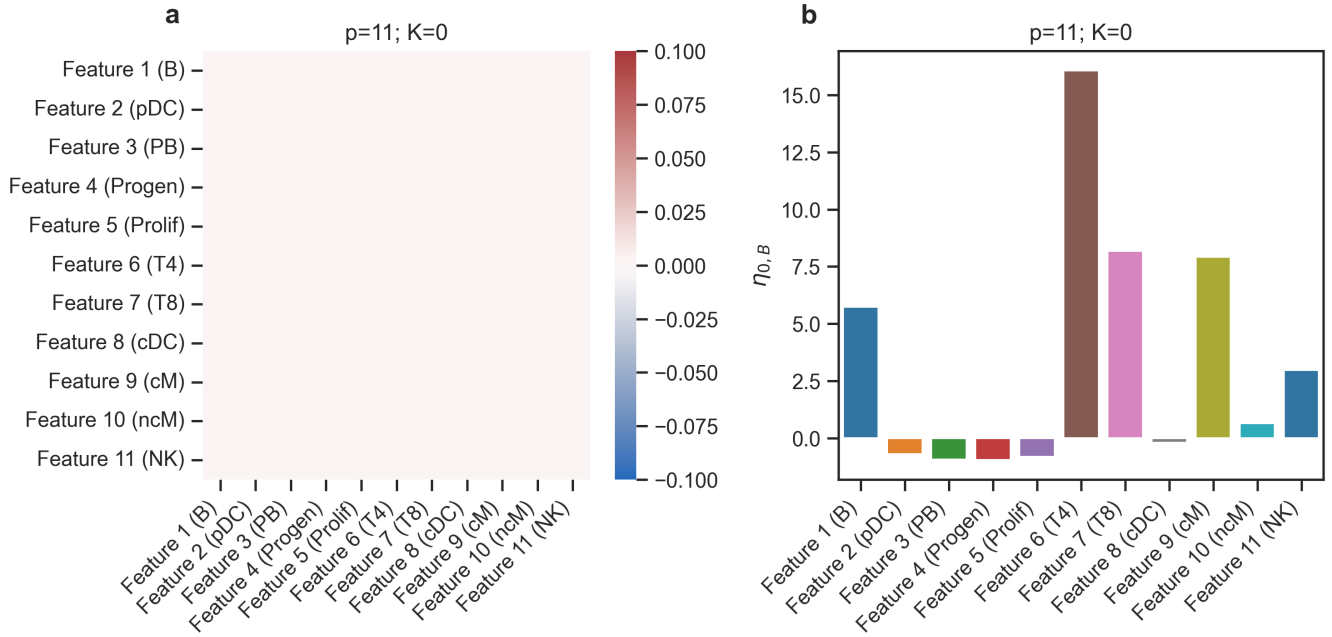 a
p=11; K=0
Feature 1 (B)
Feature 2 (pDC)
Feature 3 (PB)
Feature 4 (Progen)
Feature 5 (Prolif)
Feature 6 (T4)
Feature 7 (T8)
Feature 8 (cDC)
Feature 9 (cM)
Feature 10 (ncM)
Feature 11 (NK)
Feature 1 (B)
Feature 2 (pDC)
Feature 3 (PB)
Feature 4 (Progen)
Feature 5 (Prolif)
Feature 6 (T4)
Feature 7 (T8)
Feature 8 (cDC)
Feature 9 (cM)
Feature 10 (ncM)
Feature 11 (NK)
0.100
0.075
0.050
0.025
0.000
−0.025
−0.050
−0.075
−0.100
b
p=11; K=0
η0, B
15.0
12.5
10.0
7.5
5.0
2.5
0.0
Feature 1 (B)
Feature 2 (pDC)
Feature 3 (PB)
Feature 4 (Progen)
Feature 5 (Prolif)
Feature 6 (T4)
Feature 7 (T8)
Feature 8 (cDC)
Feature 9 (cM)
Feature 10 (ncM)
Feature 11 (NK)